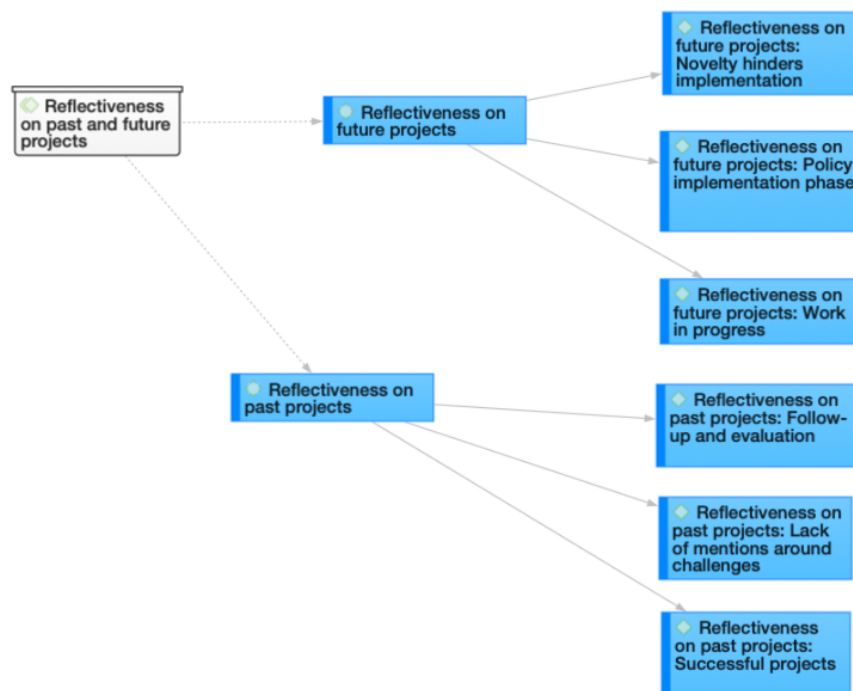 Reflectiveness
on past and future
projects
Reflectiveness on
future projects
Reflectiveness on
future projects:
Novelty hinders
implementation
Reflectiveness on
future projects: Policy
implementation phase
Reflectiveness on
future projects: Work
in progress
Reflectiveness on
past projects
Reflectiveness on
past projects: Follow-
up and evaluation
Reflectiveness on
past projects: Lack
of mentions around
challenges
Reflectiveness
on past projects:
Successful projects